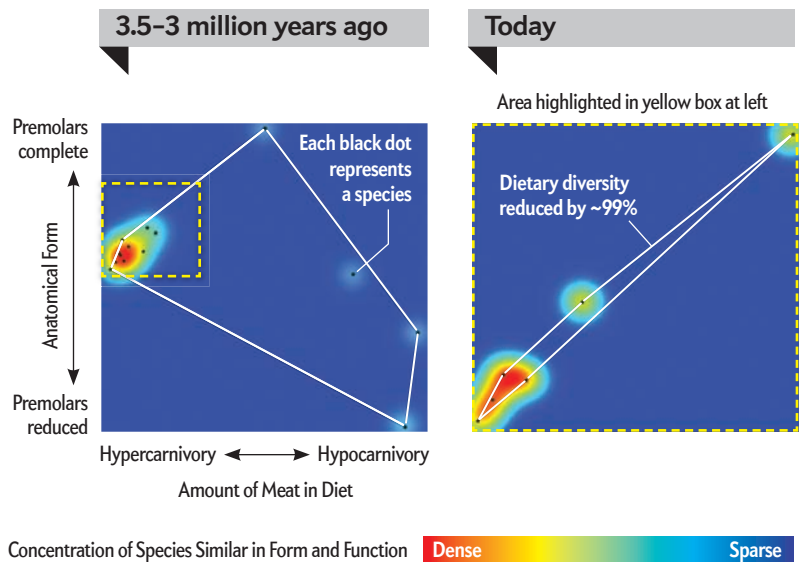 3.5–3 million years ago
Today
Area highlighted in yellow box at left
Premolars
complete
Each black dot
represents
a species
Dietary diversity
reduced by ~99%
Anatomical Form
Premolars
reduced
Hypercarnivory
Hypocarnivory
Amount of Meat in Diet
Concentration of Species Similar in Form and Function
Dense
Sparse